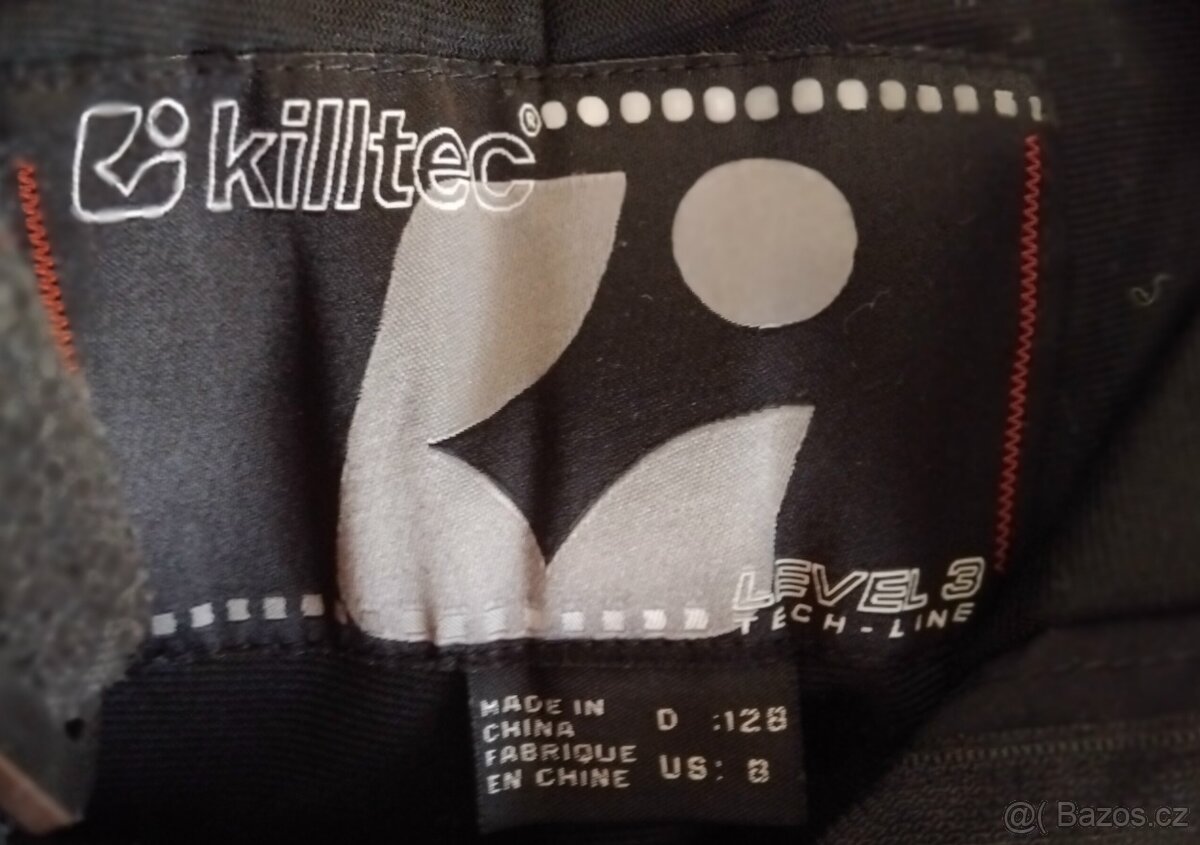 killtec®
LEVEL 3
TECH-LINE
MADE IN
CHINA
FABRIQUE
EN CHINE
D :128
US: 8
@( Bazos.cz